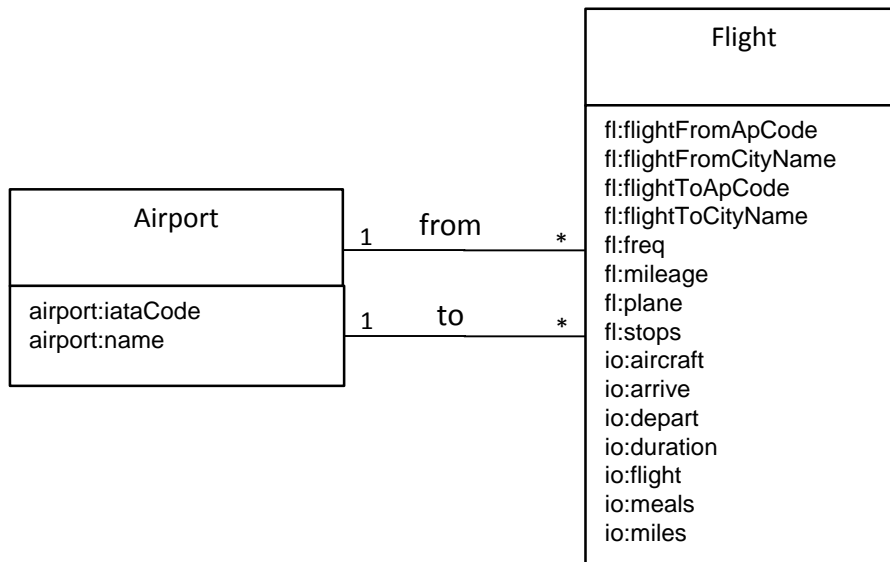 Flight
fl:flightFromApCode
fl:flightFromCityName
fl:flightToApCode
fl:flightToCityName
fl:freq
fl:mileage
fl:plane
fl:stops
io:aircraft
io:arrive
io:depart
io:duration
io:flight
io:meals
io:miles
Airport
airport:iataCode
airport:name
1 from *
1 to *